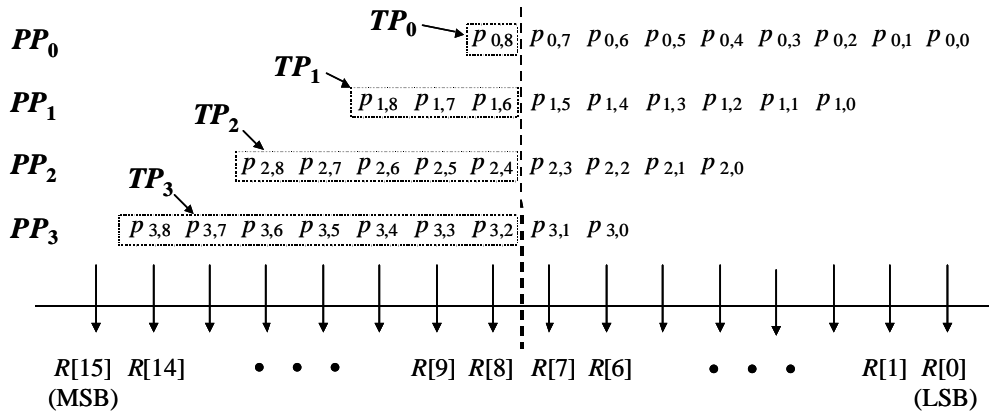 TP0
PP0 p0,8 p0,7 p0,6 p0,5 p0,4 p0,3 p0,2 p0,1 p0,0
TP1
PP1 p1,8 p1,7 p1,6 p1,5 p1,4 p1,3 p1,2 p1,1 p1,0
TP2
PP2 p2,8 p2,7 p2,6 p2,5 p2,4 p2,3 p2,2 p2,1 p2,0
TP3
PP3 p3,8 p3,7 p3,6 p3,5 p3,4 p3,3 p3,2 p3,1 p3,0
R[15] R[14] • • • R[9] R[8] R[7] R[6] • • • R[1] R[0]
(MSB) (LSB)